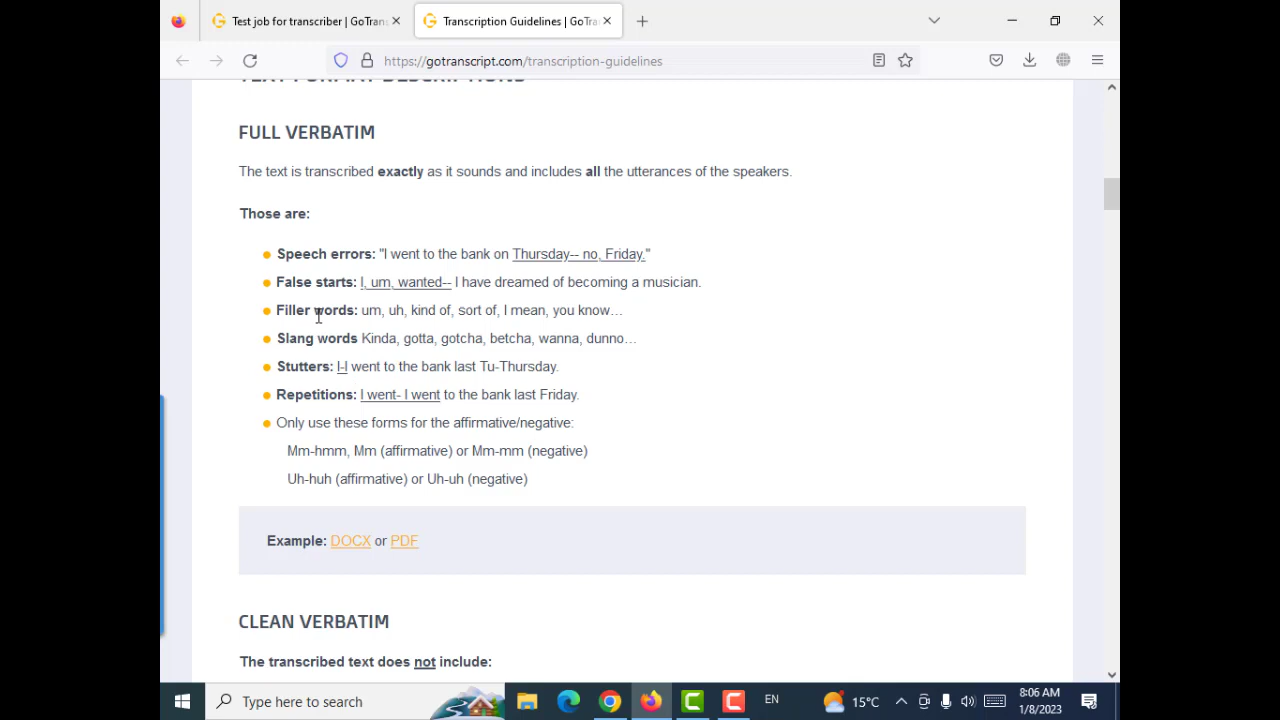 Test job for transcriber | GoTrans
Transcription Guidelines | GoTra
https://gotranscript.com/transcription-guidelines
TEXT FORMAT DESCRIPTIONS
FULL VERBATIM
The text is transcribed exactly as it sounds and includes all the utterances of the speakers.
Those are:
Speech errors: "I went to the bank on Thursday-- no, Friday."
False starts: I, um, wanted-- I have dreamed of becoming a musician.
Filler words: um, uh, kind of, sort of, I mean, you know…
Slang words Kinda, gotta, gotcha, betcha, wanna, dunno…
Stutters: I-I went to the bank last Tu-Thursday.
Repetitions: I went- I went to the bank last Friday.
Only use these forms for the affirmative/negative:
Mm-hmm, Mm (affirmative) or Mm-mm (negative)
Uh-huh (affirmative) or Uh-uh (negative)
Example: DOCX or PDF
CLEAN VERBATIM
The transcribed text does not include:
Type here to search
15°C
EN
8:06 AM
1/8/2023